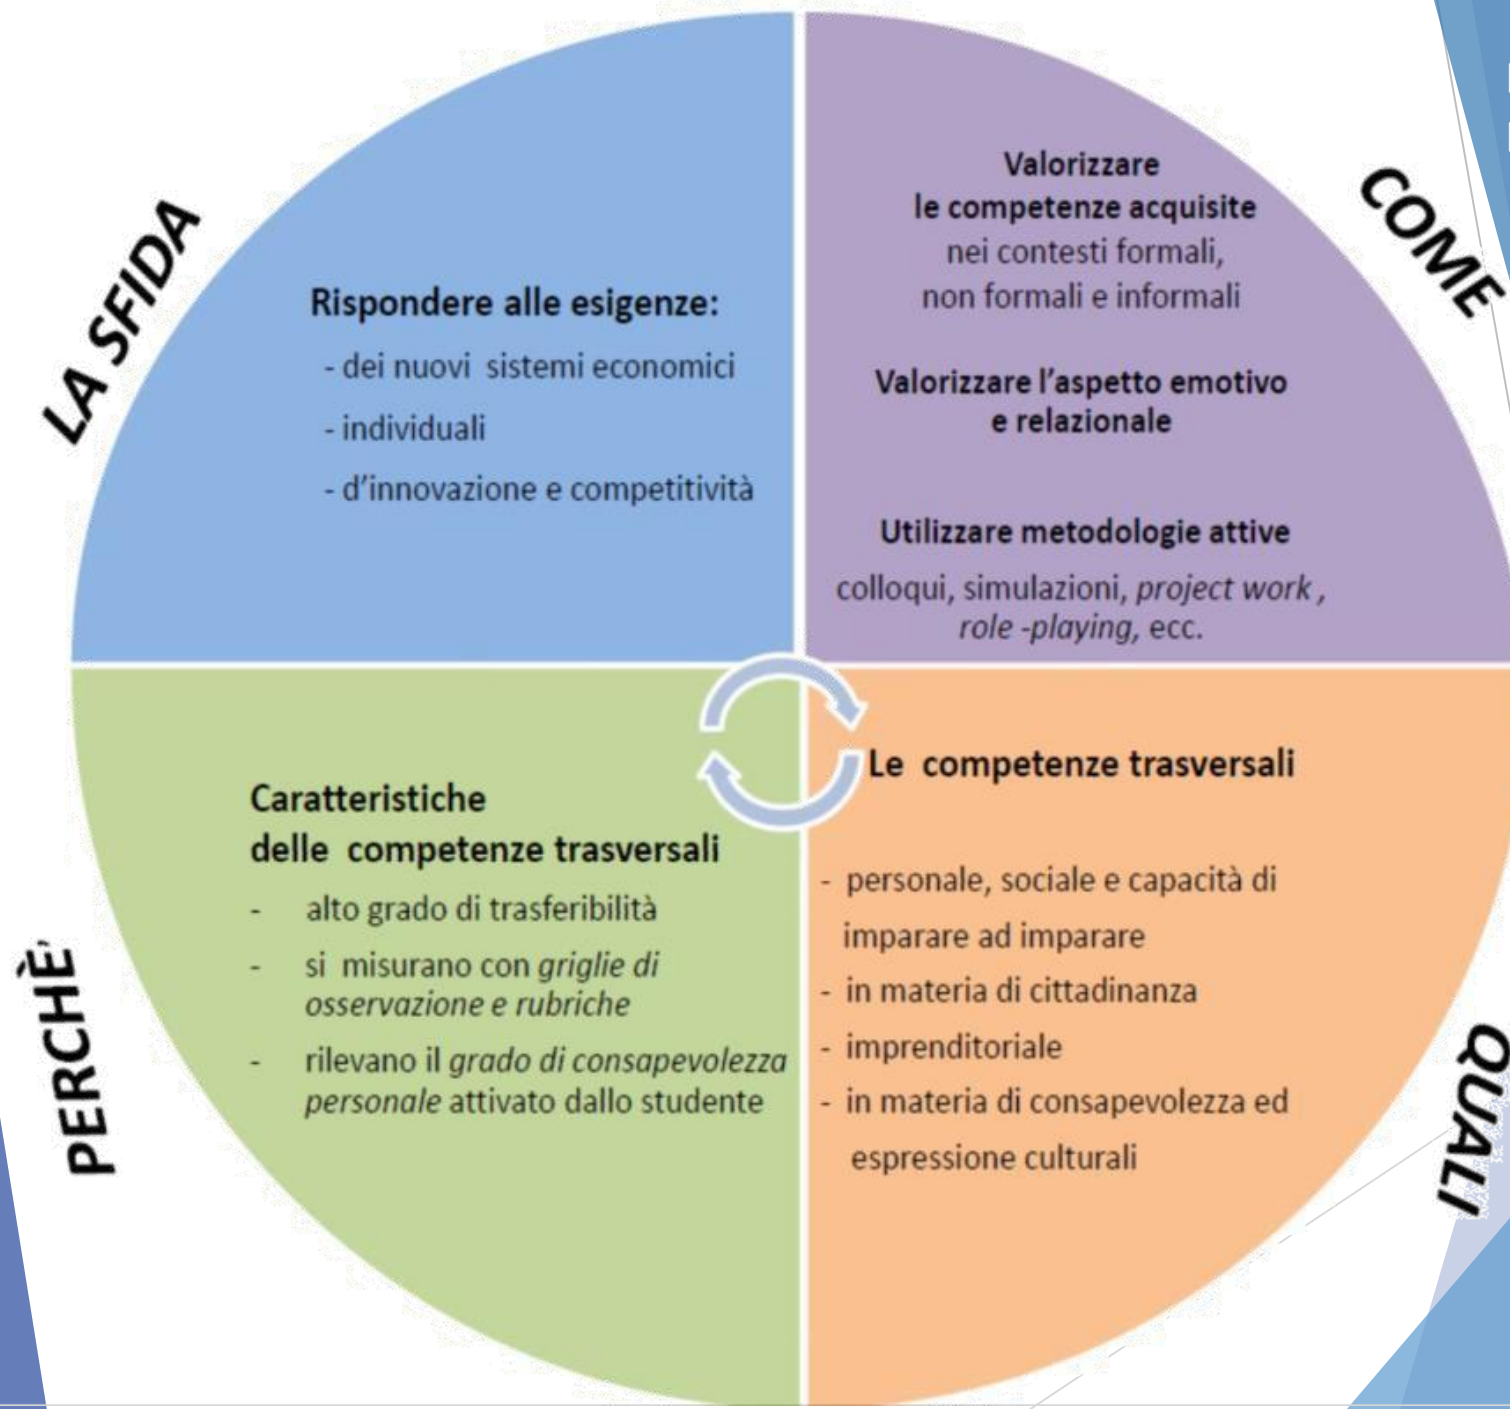 LA SFIDA
Rispondere alle esigenze:
- dei nuovi sistemi economici
- individuali
- d'innovazione e competitività
COME
Valorizzare
le competenze acquisite
nei contesti formali,
non formali e informali
Valorizzare l'aspetto emotivo
e relazionale
Utilizzare metodologie attive
colloqui, simulazioni, project work ,
role -playing, ecc.
PERCHÈ'
Caratteristiche
delle competenze trasversali
- alto grado di trasferibilità
- si misurano con griglie di
osservazione e rubriche
- rilevano il grado di consapevolezza
personale attivato dallo studente
QUALI
Le competenze trasversali
- personale, sociale e capacità di
imparare ad imparare
- in materia di cittadinanza
- imprenditoriale
- in materia di consapevolezza ed
espressione culturali